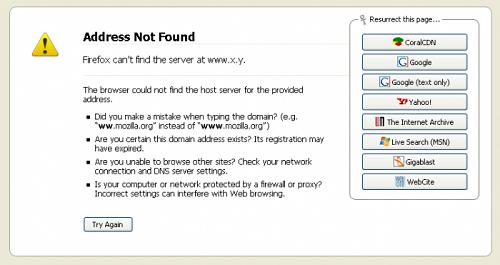 Address Not Found
Firefox can't find the server at www.x.y.
The browser could not find the host server for the provided
address.
Did you make a mistake when typing the domain? (e.g.
"ww.mozilla.org" instead of "www.mozilla.org")
Are you certain this domain address exists? Its registration may
have expired.
Are you unable to browse other sites? Check your network
connection and DNS server settings.
Is your computer or network protected by a firewall or proxy?
Incorrect settings can interfere with Web browsing.
Try Again
Resurrect this page...
CoralCDN
Google
Google (text only)
Yahoo!
The Internet Archive
Live Search (MSN)
Gigablast
WebCite